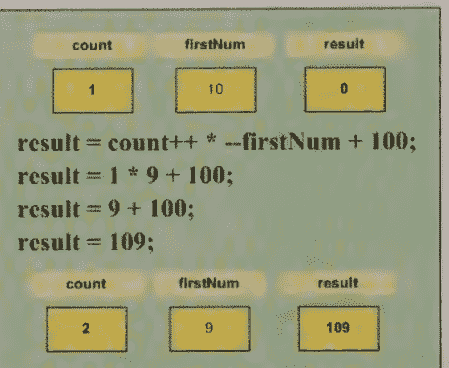 count firstNum result
1 10 0
result = count++ * --firstNum + 100;
result = 1 * 9 + 100;
result = 9 + 100;
result = 109;
count firstNum result
2 9 109